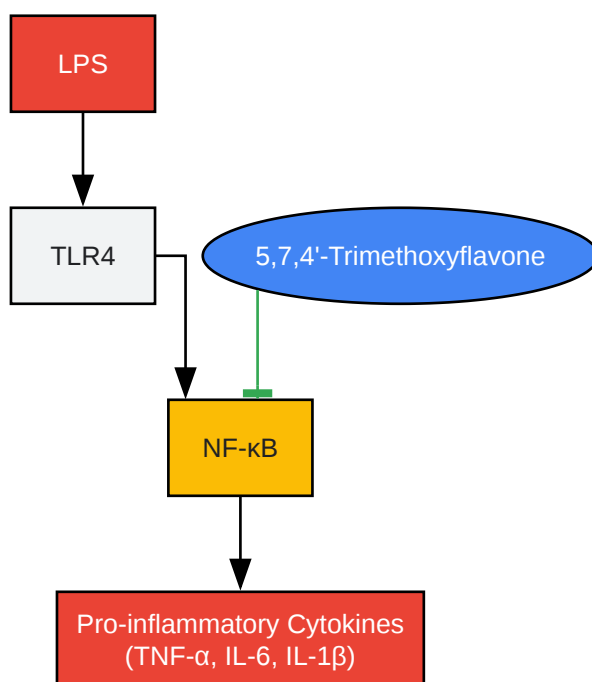 LPS
TLR4
5,7,4'-Trimethoxyflavone
NF-κB
Pro-inflammatory Cytokines
(TNF-α, IL-6, IL-1β)